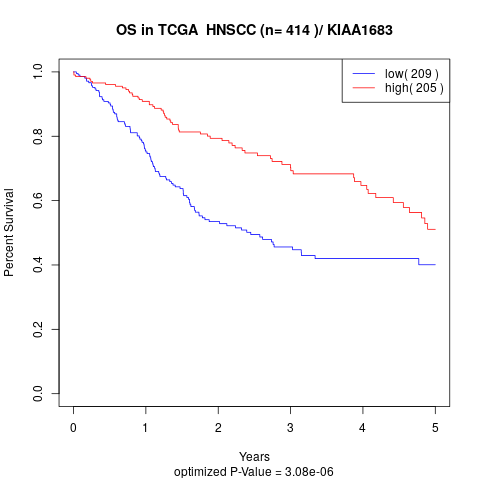 OS in TCGA  HNSCC (n= 414 )/ KIAA1683
low( 209 )
high( 205 )
Percent Survival
1.0
0.8
0.6
0.4
0.2
0.0
0 1 2 3 4 5
Years
optimized P-Value = 3.08e-06